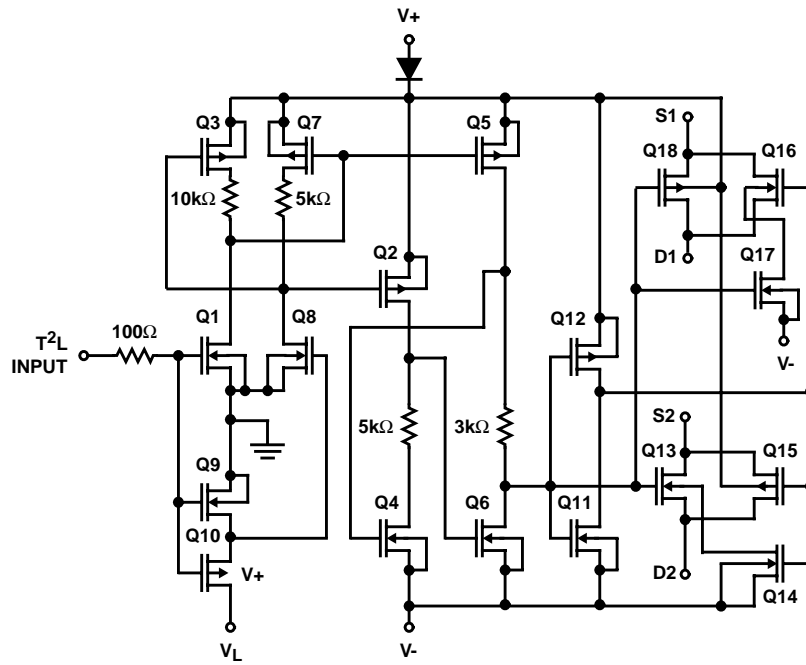 V+
Q3
Q7
Q5
S1
Q18
Q16
10kΩ
5kΩ
Q2
D1
Q17
Q1
Q8
Q12
T²L
INPUT
100Ω
V-
S2
5kΩ
3kΩ
Q13
Q15
Q9
Q4
Q6
Q11
Q10
V+
D2
Q14
VL
V-